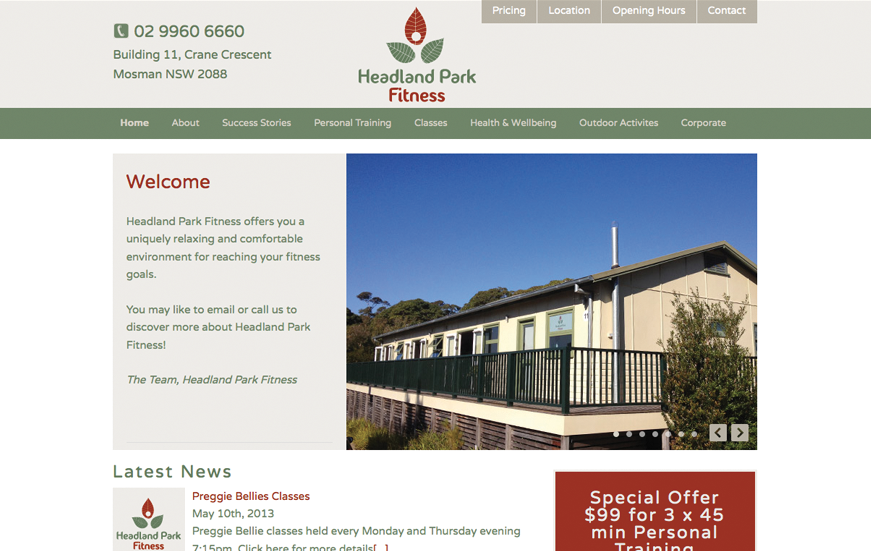 Pricing
Location
Opening Hours
Contact
02 9960 6660
Building 11, Crane Crescent
Mosman NSW 2088
Headland Park
Fitness
Home
About
Success Stories
Personal Training
Classes
Health & Wellbeing
Outdoor Activites
Corporate
Welcome
Headland Park Fitness offers you a
uniquely relaxing and comfortable
environment for reaching your fitness
goals.
You may like to email or call us to
discover more about Headland Park
Fitness!
The Team, Headland Park Fitness
11
Latest News
Headland Park
Fitness
Preggie Bellies Classes
May 10th, 2013
Preggie Bellie classes held every Monday and Thursday evening
7:15pm. Click here for more details[...]
Special Offer
$99 for 3 x 45
min Personal
Training